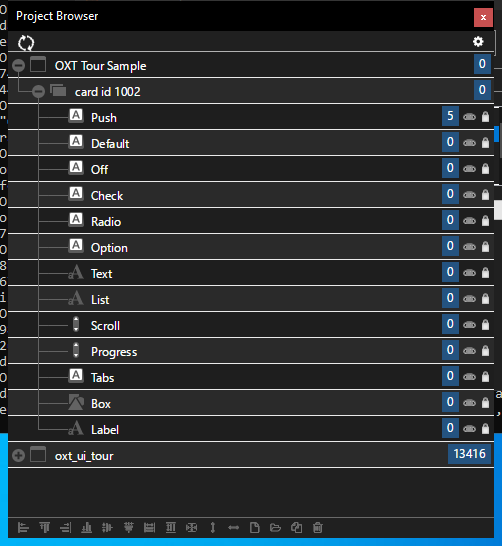 Project Browser
x
OXT Tour Sample 0
card id 1002 0
A Push 5
A Default 0
A Off 0
A Check 0
A Radio 0
A Option 0
A Text 0
A List 0
Scroll 0
Progress 0
A Tabs 0
Box 0
A Label 0
oxt_ui_tour 13416